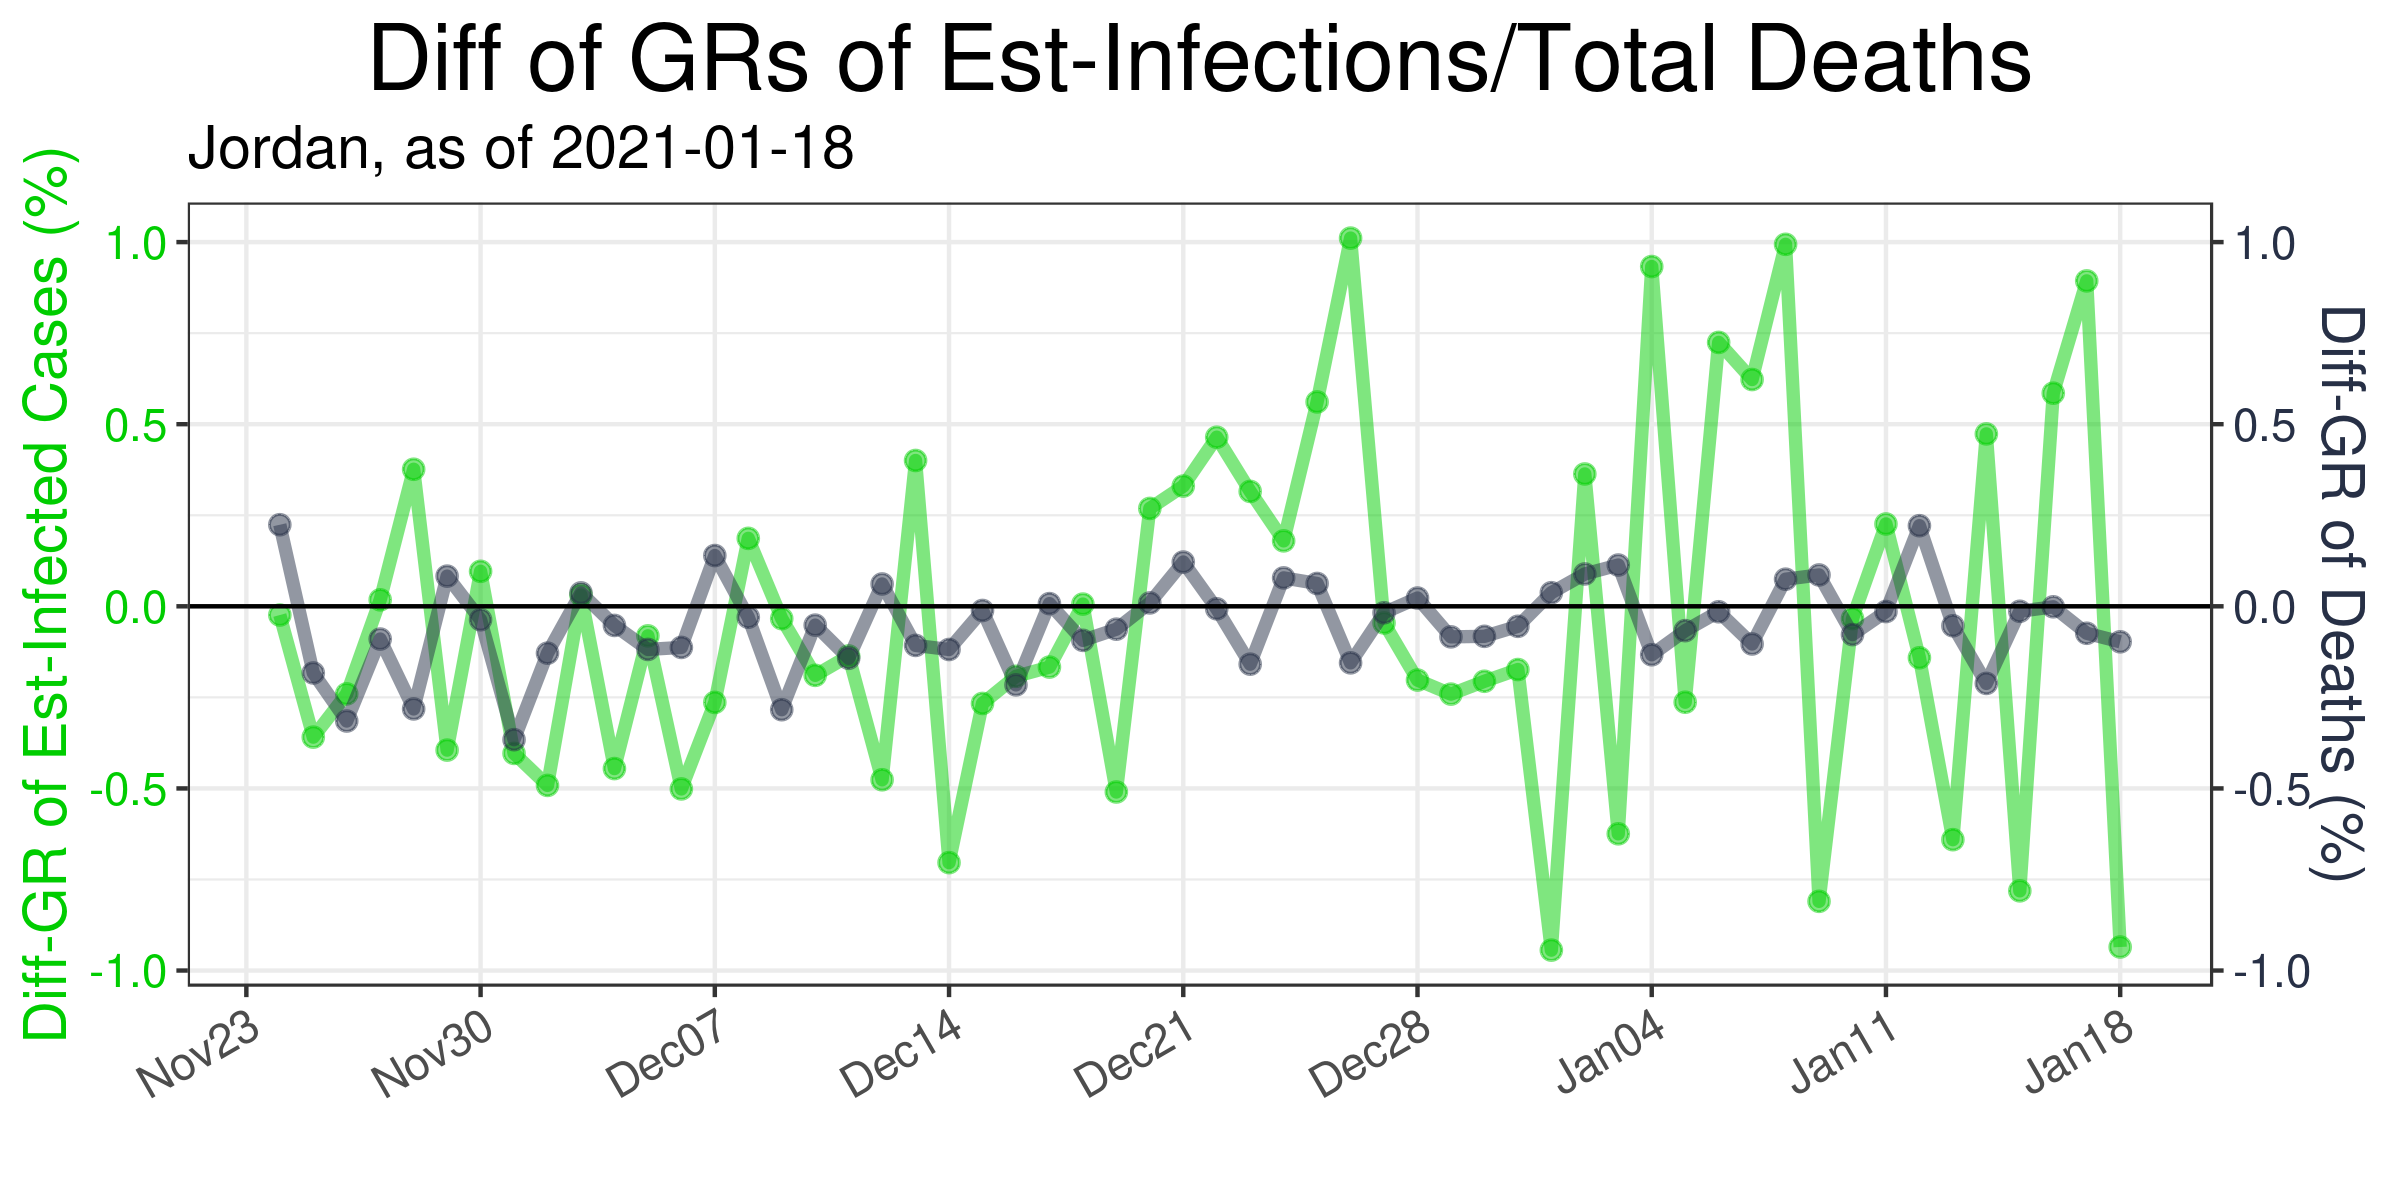 Diff of GRs of Est-Infections/Total Deaths
Jordan, as of 2021-01-18
Diff-GR of Est-Infected Cases (%)
1.0
0.5
0.0
-0.5
-1.0
1.0
0.5
0.0
-0.5
-1.0
Diff-GR of Deaths (%)
Nov23 Nov30 Dec07 Dec14 Dec21 Dec28 Jan04 Jan11 Jan18